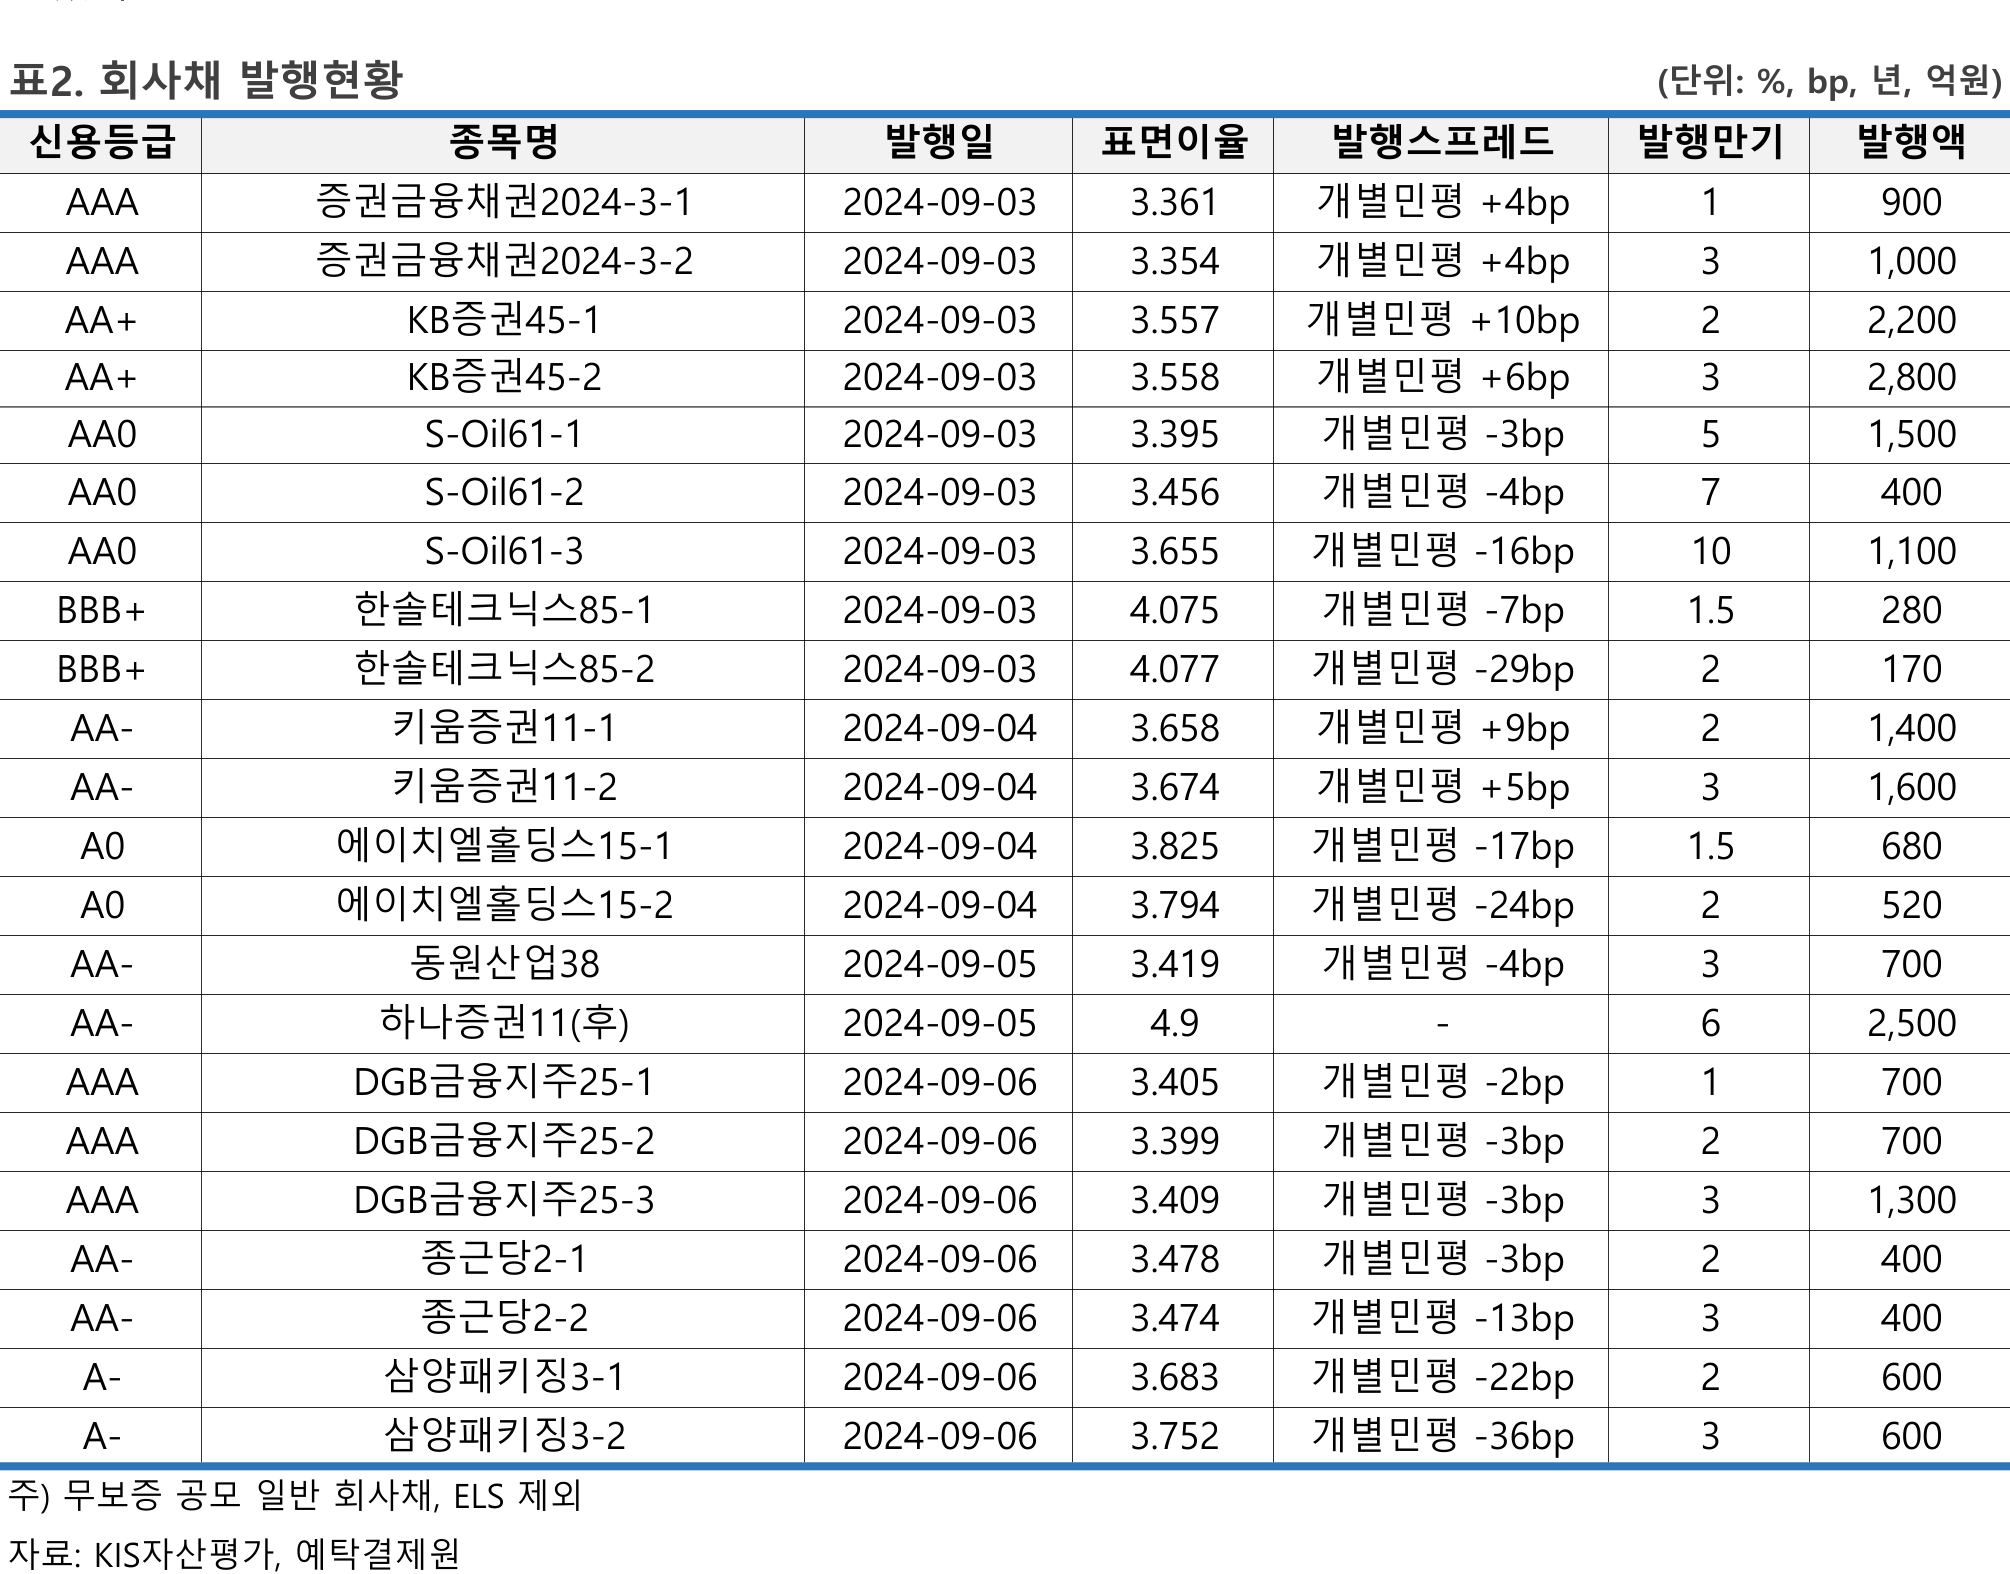 표2. 회사채 발행현황 (단위: %, bp, 년, 억원)
신용등급 종목명 발행일 표면이율 발행스프레드 발행만기 발행액
AAA 증권금융채권2024-3-1 2024-09-03 3.361 개별민평 +4bp 1 900
AAA 증권금융채권2024-3-2 2024-09-03 3.354 개별민평 +4bp 3 1,000
AA+ KB증권45-1 2024-09-03 3.557 개별민평 +10bp 2 2,200
AA+ KB증권45-2 2024-09-03 3.558 개별민평 +6bp 3 2,800
AA0 S-Oil61-1 2024-09-03 3.395 개별민평 -3bp 5 1,500
AA0 S-Oil61-2 2024-09-03 3.456 개별민평 -4bp 7 400
AA0 S-Oil61-3 2024-09-03 3.655 개별민평 -16bp 10 1,100
BBB+ 한솔테크닉스85-1 2024-09-03 4.075 개별민평 -7bp 1.5 280
BBB+ 한솔테크닉스85-2 2024-09-03 4.077 개별민평 -29bp 2 170
AA- 키움증권11-1 2024-09-04 3.658 개별민평 +9bp 2 1,400
AA- 키움증권11-2 2024-09-04 3.674 개별민평 +5bp 3 1,600
A0 에이치엘홀딩스15-1 2024-09-04 3.825 개별민평 -17bp 1.5 680
A0 에이치엘홀딩스15-2 2024-09-04 3.794 개별민평 -24bp 2 520
AA- 동원산업38 2024-09-05 3.419 개별민평 -4bp 3 700
AA- 하나증권11(후) 2024-09-05 4.9 - 6 2,500
AAA DGB금융지주25-1 2024-09-06 3.405 개별민평 -2bp 1 700
AAA DGB금융지주25-2 2024-09-06 3.399 개별민평 -3bp 2 700
AAA DGB금융지주25-3 2024-09-06 3.409 개별민평 -3bp 3 1,300
AA- 종근당2-1 2024-09-06 3.478 개별민평 -3bp 2 400
AA- 종근당2-2 2024-09-06 3.474 개별민평 -13bp 3 400
A- 삼양패키징3-1 2024-09-06 3.683 개별민평 -22bp 2 600
A- 삼양패키징3-2 2024-09-06 3.752 개별민평 -36bp 3 600
주) 무보증 공모 일반 회사채, ELS 제외
자료: KIS자산평가, 예탁결제원